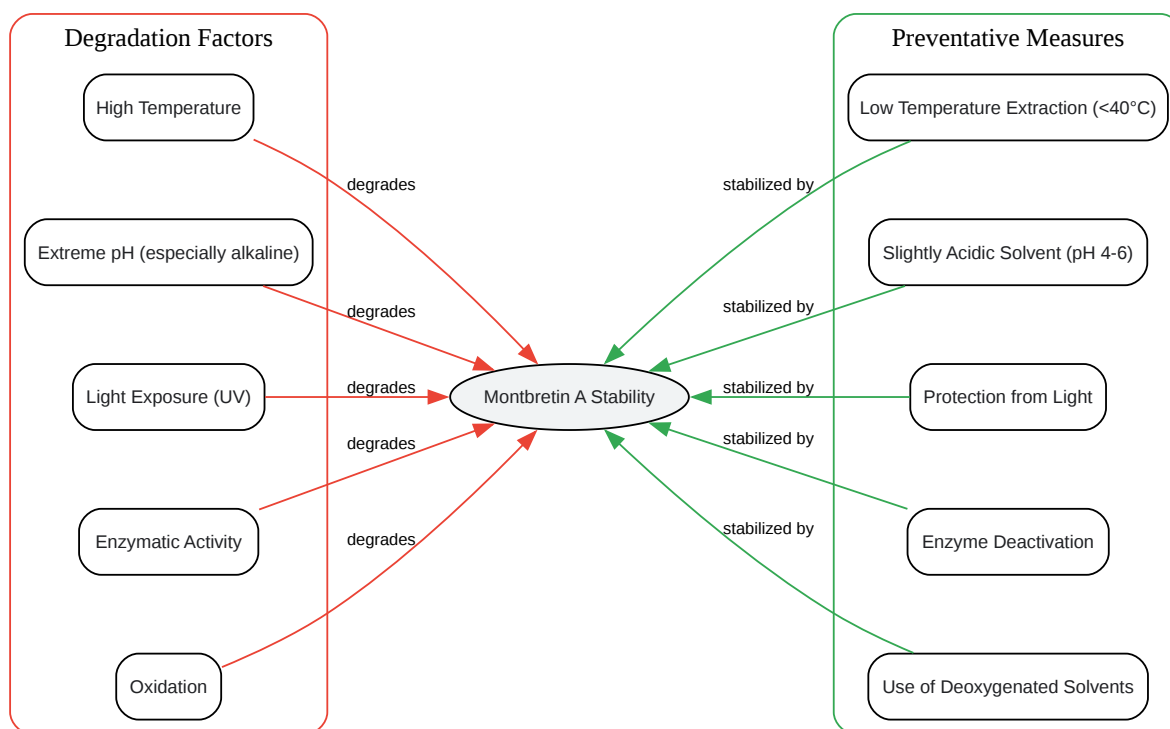 Degradation Factors
High Temperature
Extreme pH (especially alkaline)
Light Exposure (UV)
Enzymatic Activity
Oxidation
degrades
degrades
degrades
degrades
degrades
Montbretin A Stability
stabilized by
stabilized by
stabilized by
stabilized by
stabilized by
Preventative Measures
Low Temperature Extraction (<40°C)
Slightly Acidic Solvent (pH 4-6)
Protection from Light
Enzyme Deactivation
Use of Deoxygenated Solvents